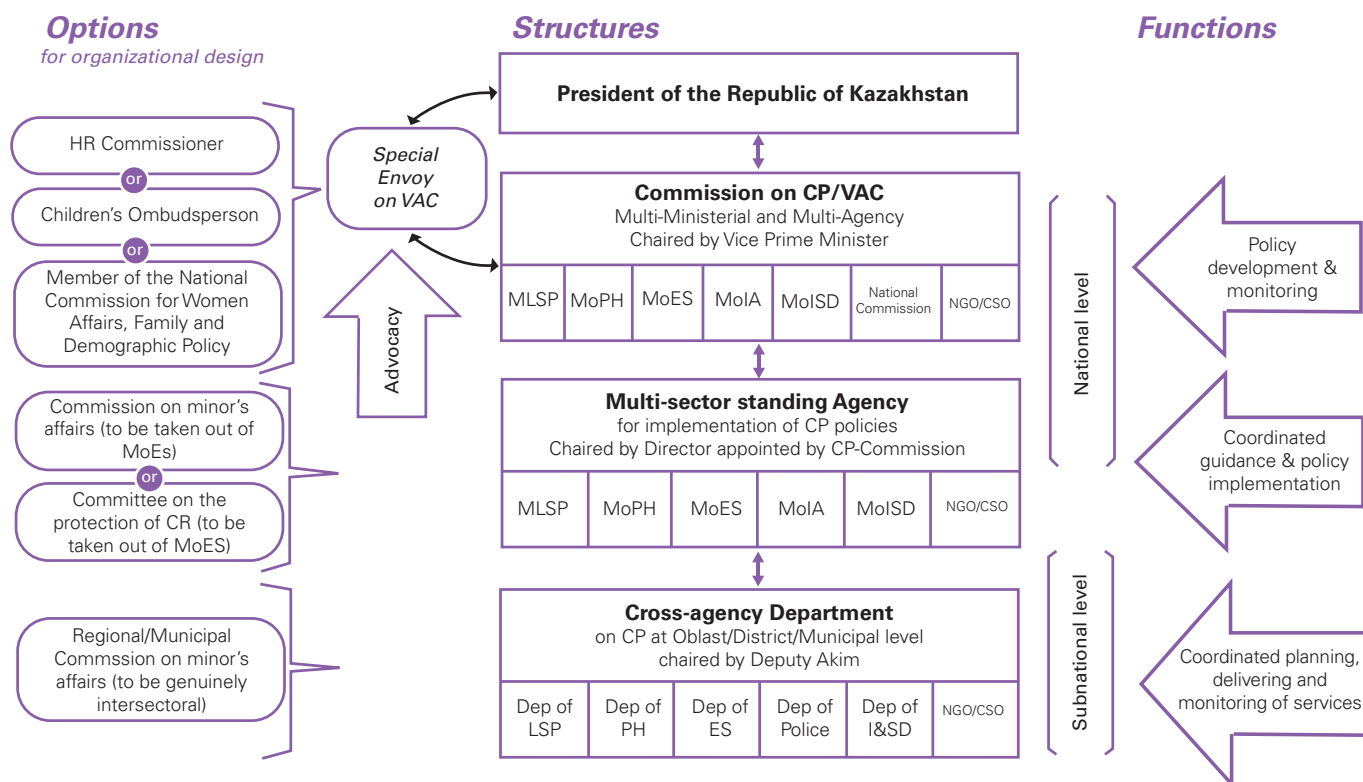 Options
for organizational design
HR Commissioner
or
Children's Ombudsperson
or
Member of the National
Commission for Women
Affairs, Family and
Demographic Policy
Commission on minor's
affairs (to be taken out of
MoEs)
or
Committee on the
protection of CR (to be
taken out of MoES)
Regional/Municipal
Commssion on minor's
affairs (to be genuinely
intersectoral)
Special
Envoy
on VAC
Advocacy
Structures
President of the Republic of Kazakhstan
Commission on CP/VAC
Multi-Ministerial and Multi-Agency
Chaired by Vice Prime Minister
MLSP
MoPH
MoES
MoIA
MoISD
National
Commission
NGO/CSO
Multi-sector standing Agency
for implementation of CP policies
Chaired by Director appointed by CP-Commission
MLSP
MoPH
MoES
MoIA
MoISD
NGO/CSO
Cross-agency Department
on CP at Oblast/District/Municipal level
chaired by Deputy Akim
Dep of
LSP
Dep of
PH
Dep of
ES
Dep of
Police
Dep of
I&SD
NGO/CSO
National level
Subnational level
Functions
Policy
development &
monitoring
Coordinated
guidance & policy
implementation
Coordinated planning,
delivering and
monitoring of services